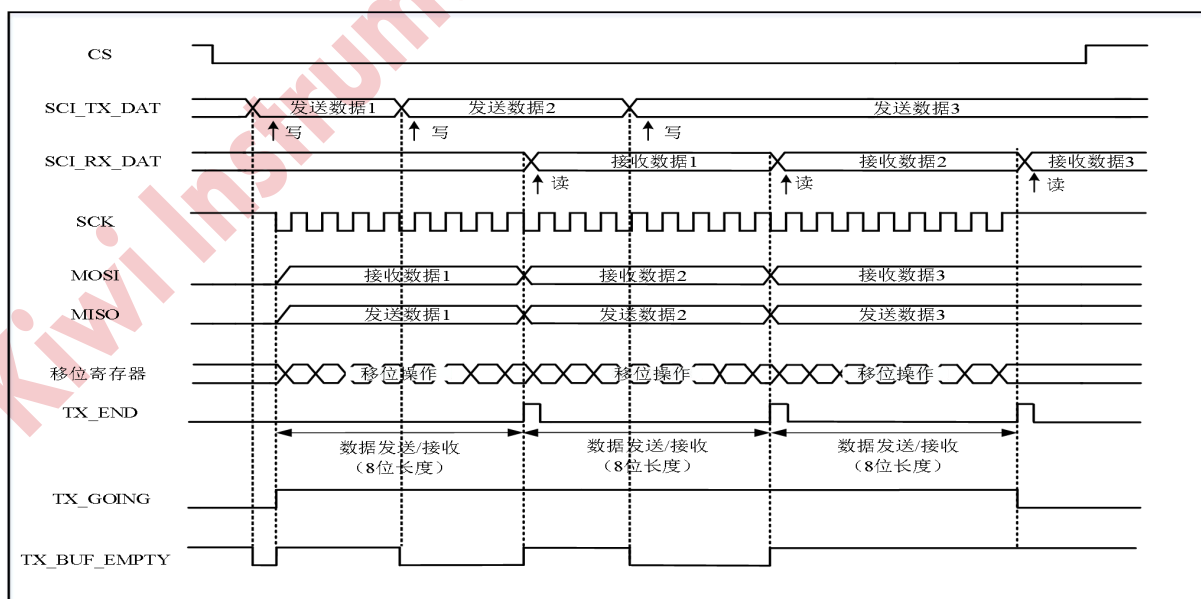 CS
SCI_TX_DAT
发送数据1
发送数据2
发送数据3
写
写
写
SCI_RX_DAT
接收数据1
接收数据2
接收数据3
读
读
读
SCK
MOSI
接收数据1
接收数据2
接收数据3
MISO
发送数据1
发送数据2
发送数据3
移位寄存器
移位操作
移位操作
移位操作
TX_END
数据发送/接收
(8位长度)
数据发送/接收
(8位长度)
数据发送/接收
(8位长度)
TX_GOING
TX_BUF_EMPTY
Kiwi Instrum